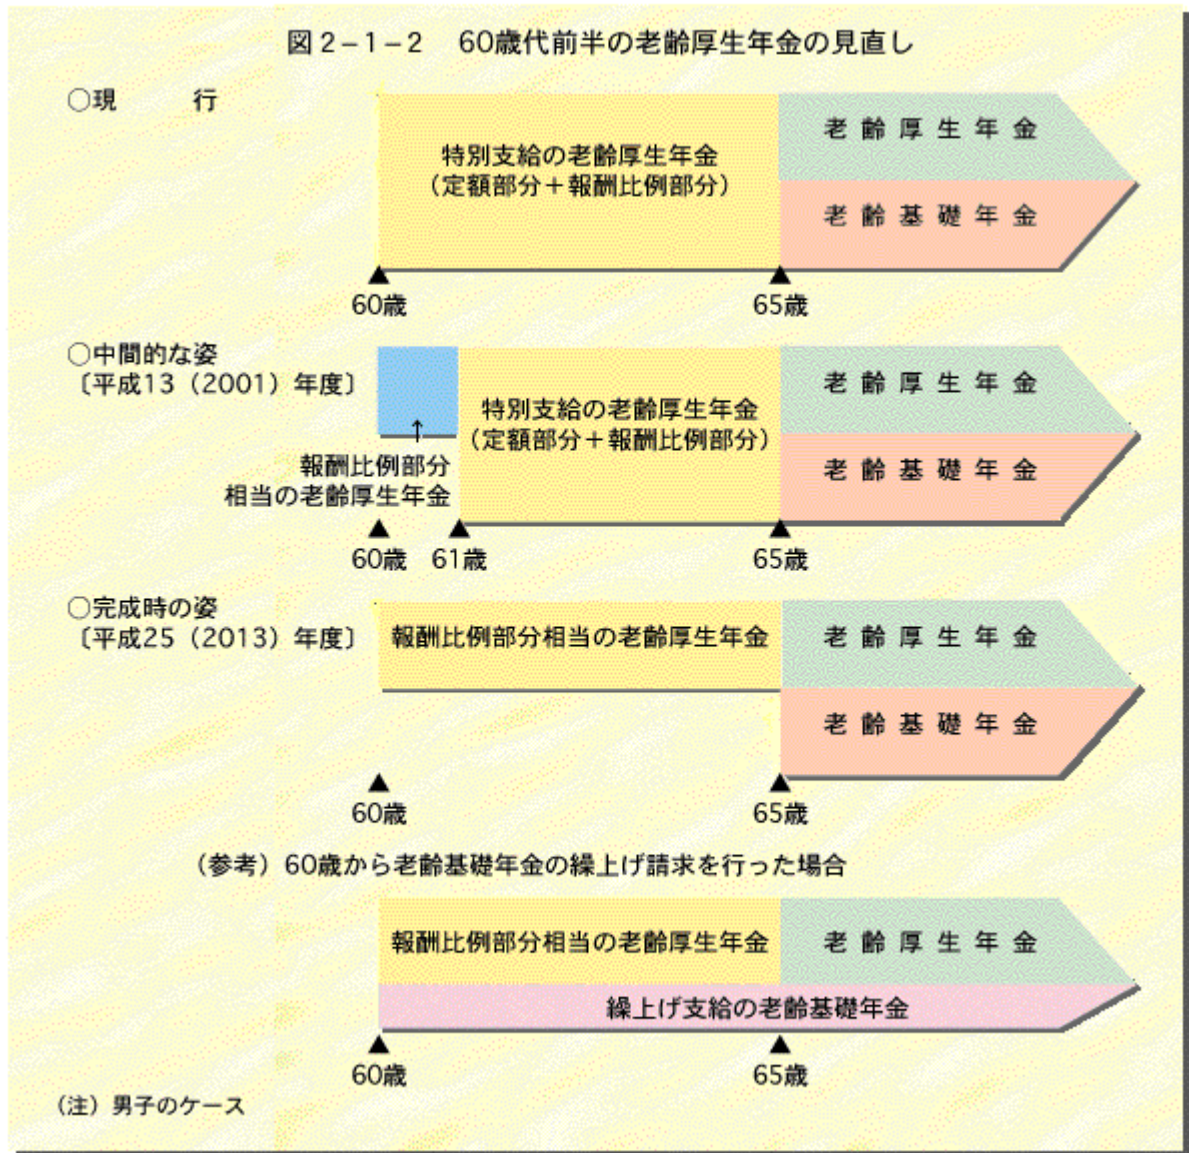 図2−1−2　60歳代前半の老齢厚生年金の見直し
○現　　　行
特別支給の老齢厚生年金
（定額部分＋報酬比例部分）
老 齢 厚 生 年 金
老 齢 基 礎 年 金
▲ ▲
60歳 65歳
○中間的な姿
〔平成13（2001）年度〕
↑
報酬比例部分
相当の老齢厚生年金
特別支給の老齢厚生年金
（定額部分＋報酬比例部分）
老 齢 厚 生 年 金
老 齢 基 礎 年 金
▲ ▲ ▲
60歳 61歳 65歳
○完成時の姿
〔平成25（2013）年度〕
報酬比例部分相当の老齢厚生年金
老 齢 厚 生 年 金
老 齢 基 礎 年 金
▲ ▲
60歳 65歳
（参考）60歳から老齢基礎年金の繰上げ請求を行った場合
報酬比例部分相当の老齢厚生年金
老 齢 厚 生 年 金
繰上げ支給の老齢基礎年金
▲ ▲
60歳 65歳
（注）男子のケース